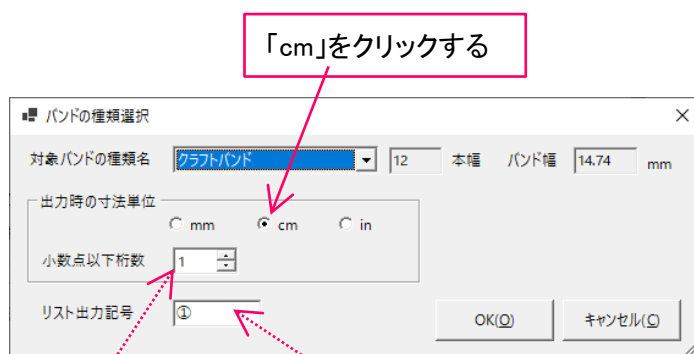 「cm」をクリックする
バンドの種類選択
対象バンドの種類名 クラフトバンド 12 本幅 バンド幅 14.74 mm
出力時の寸法単位
mm cm in
小数点以下桁数 1
リスト出力記号 ① OK(O) キャンセル(C)